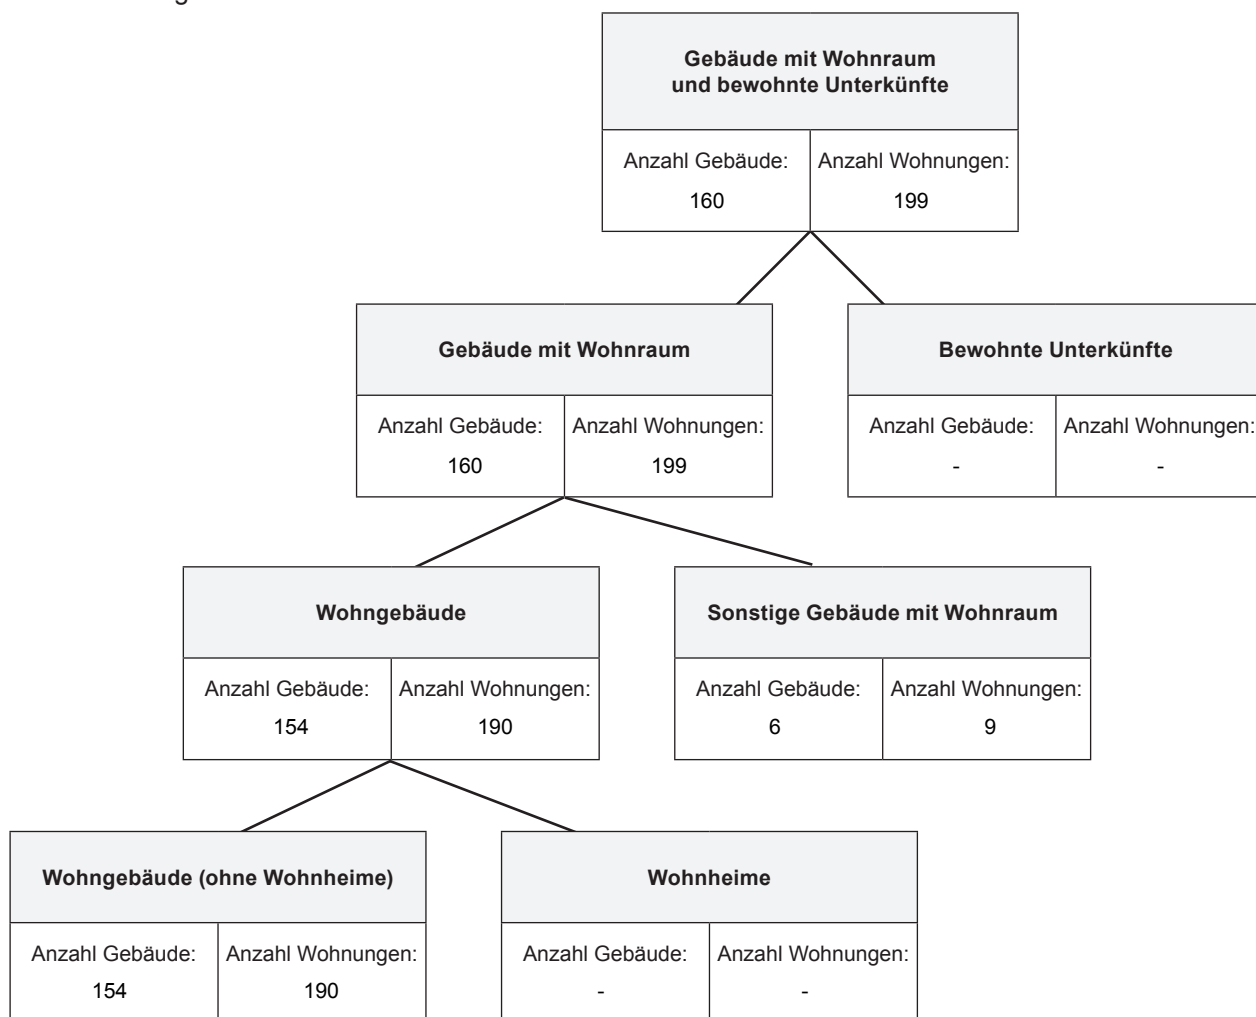 Gebäude mit Wohnraum
und bewohnte Unterkünfte
Anzahl Gebäude: Anzahl Wohnungen:
160 199
Gebäude mit Wohnraum Bewohnte Unterkünfte
Anzahl Gebäude: Anzahl Wohnungen: Anzahl Gebäude: Anzahl Wohnungen:
160 199 - -
Wohngebäude Sonstige Gebäude mit Wohnraum
Anzahl Gebäude: Anzahl Wohnungen: Anzahl Gebäude: Anzahl Wohnungen:
154 190 6 9
Wohngebäude (ohne Wohnheime) Wohnheime
Anzahl Gebäude: Anzahl Wohnungen: Anzahl Gebäude: Anzahl Wohnungen:
154 190 - -